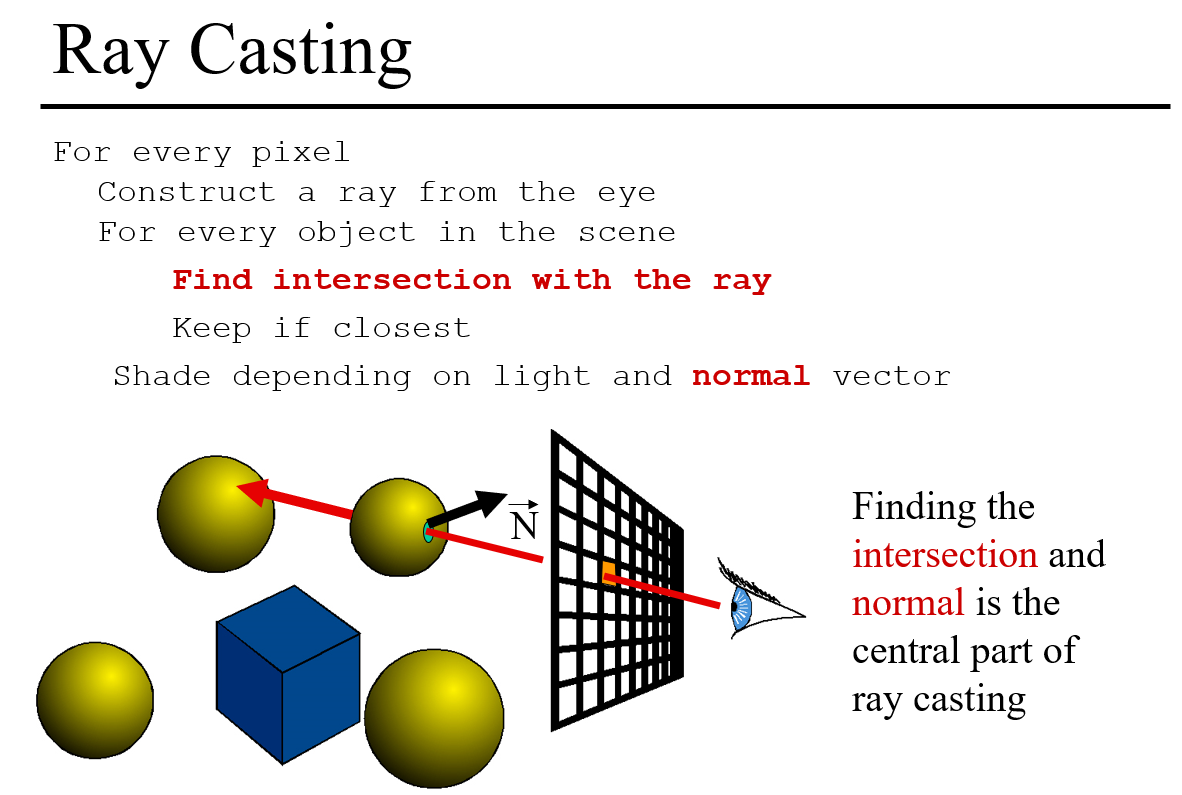 Ray Casting
For every pixel
Construct a ray from the eye
For every object in the scene
Find intersection with the ray
Keep if closest
Shade depending on light and normal vector
N
Finding the
intersection and
normal is the
central part of
ray casting